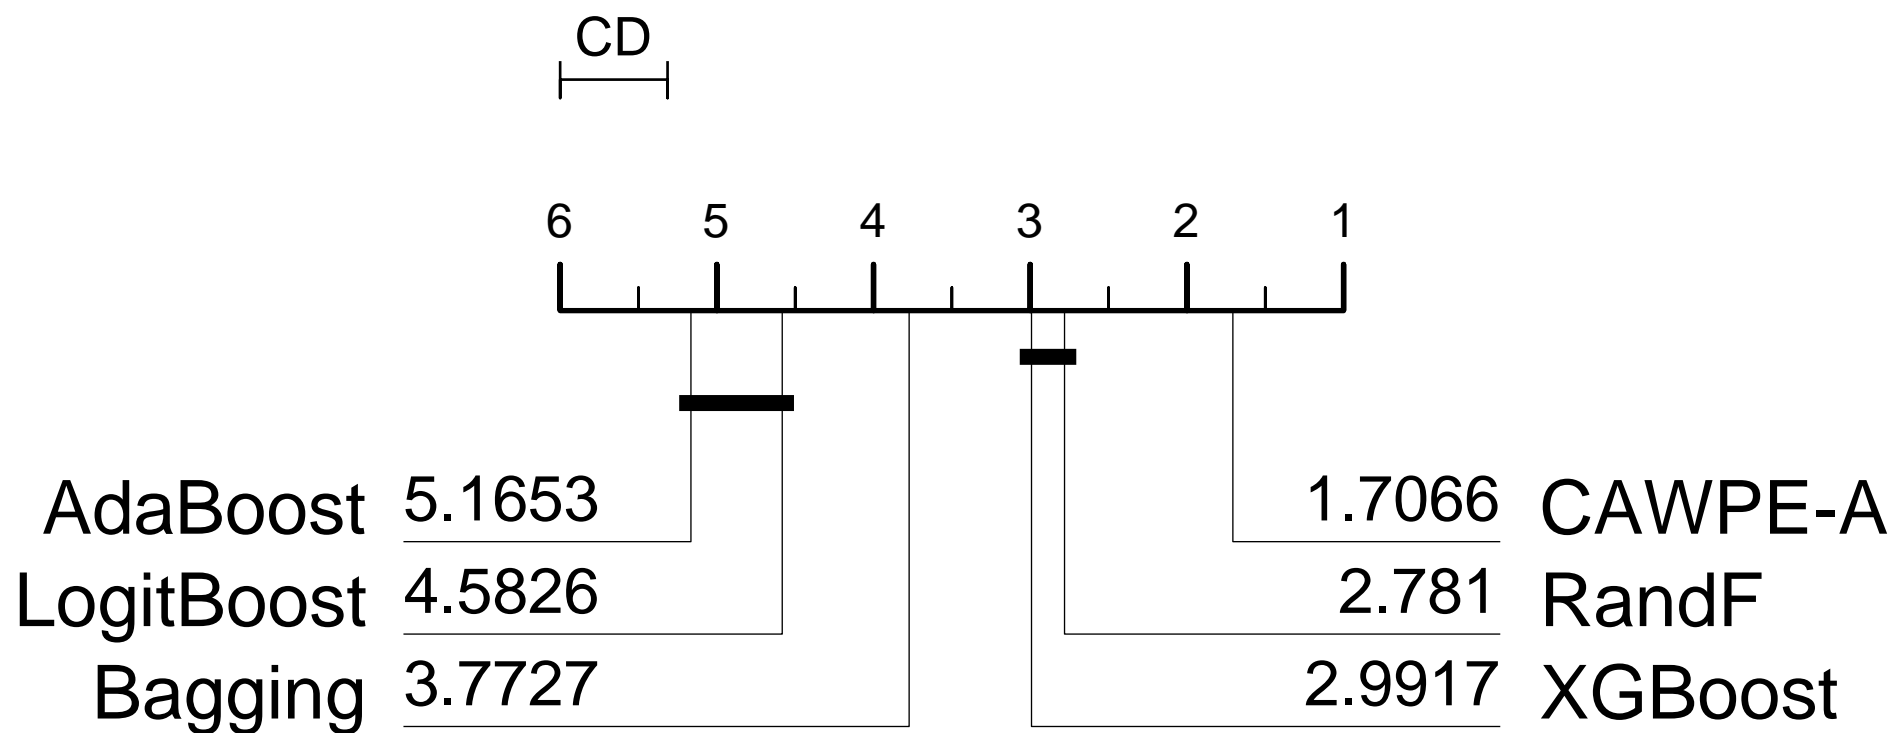 CD
6 5 4 3 2 1
AdaBoost 5.1653 1.7066 CAWPE-A
LogitBoost 4.5826 2.781 RandF
Bagging 3.7727 2.9917 XGBoost